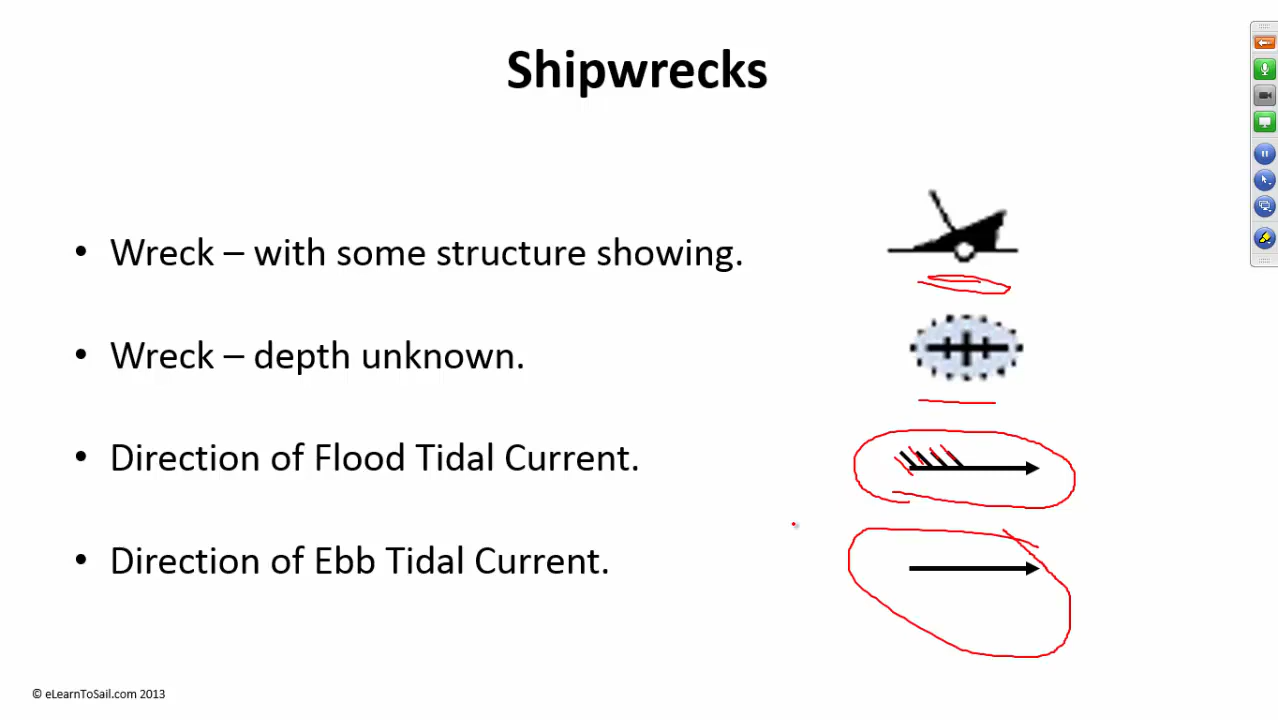 Shipwrecks
• Wreck – with some structure showing.
• Wreck – depth unknown.
• Direction of Flood Tidal Current.
• Direction of Ebb Tidal Current.
© eLearnToSail.com 2013